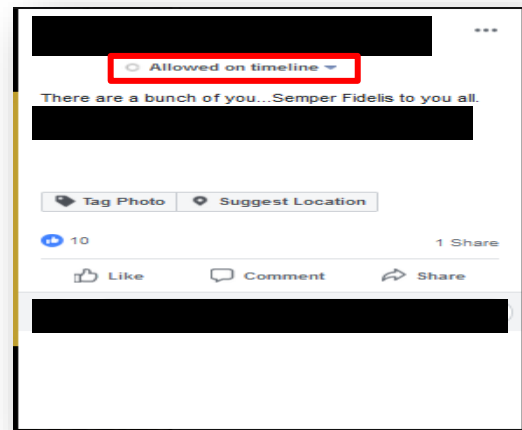 Allowed on timeline
There are a bunch of you...Semper Fidelis to you all.
Tag Photo Suggest Location
10 1 Share
Like Comment Share